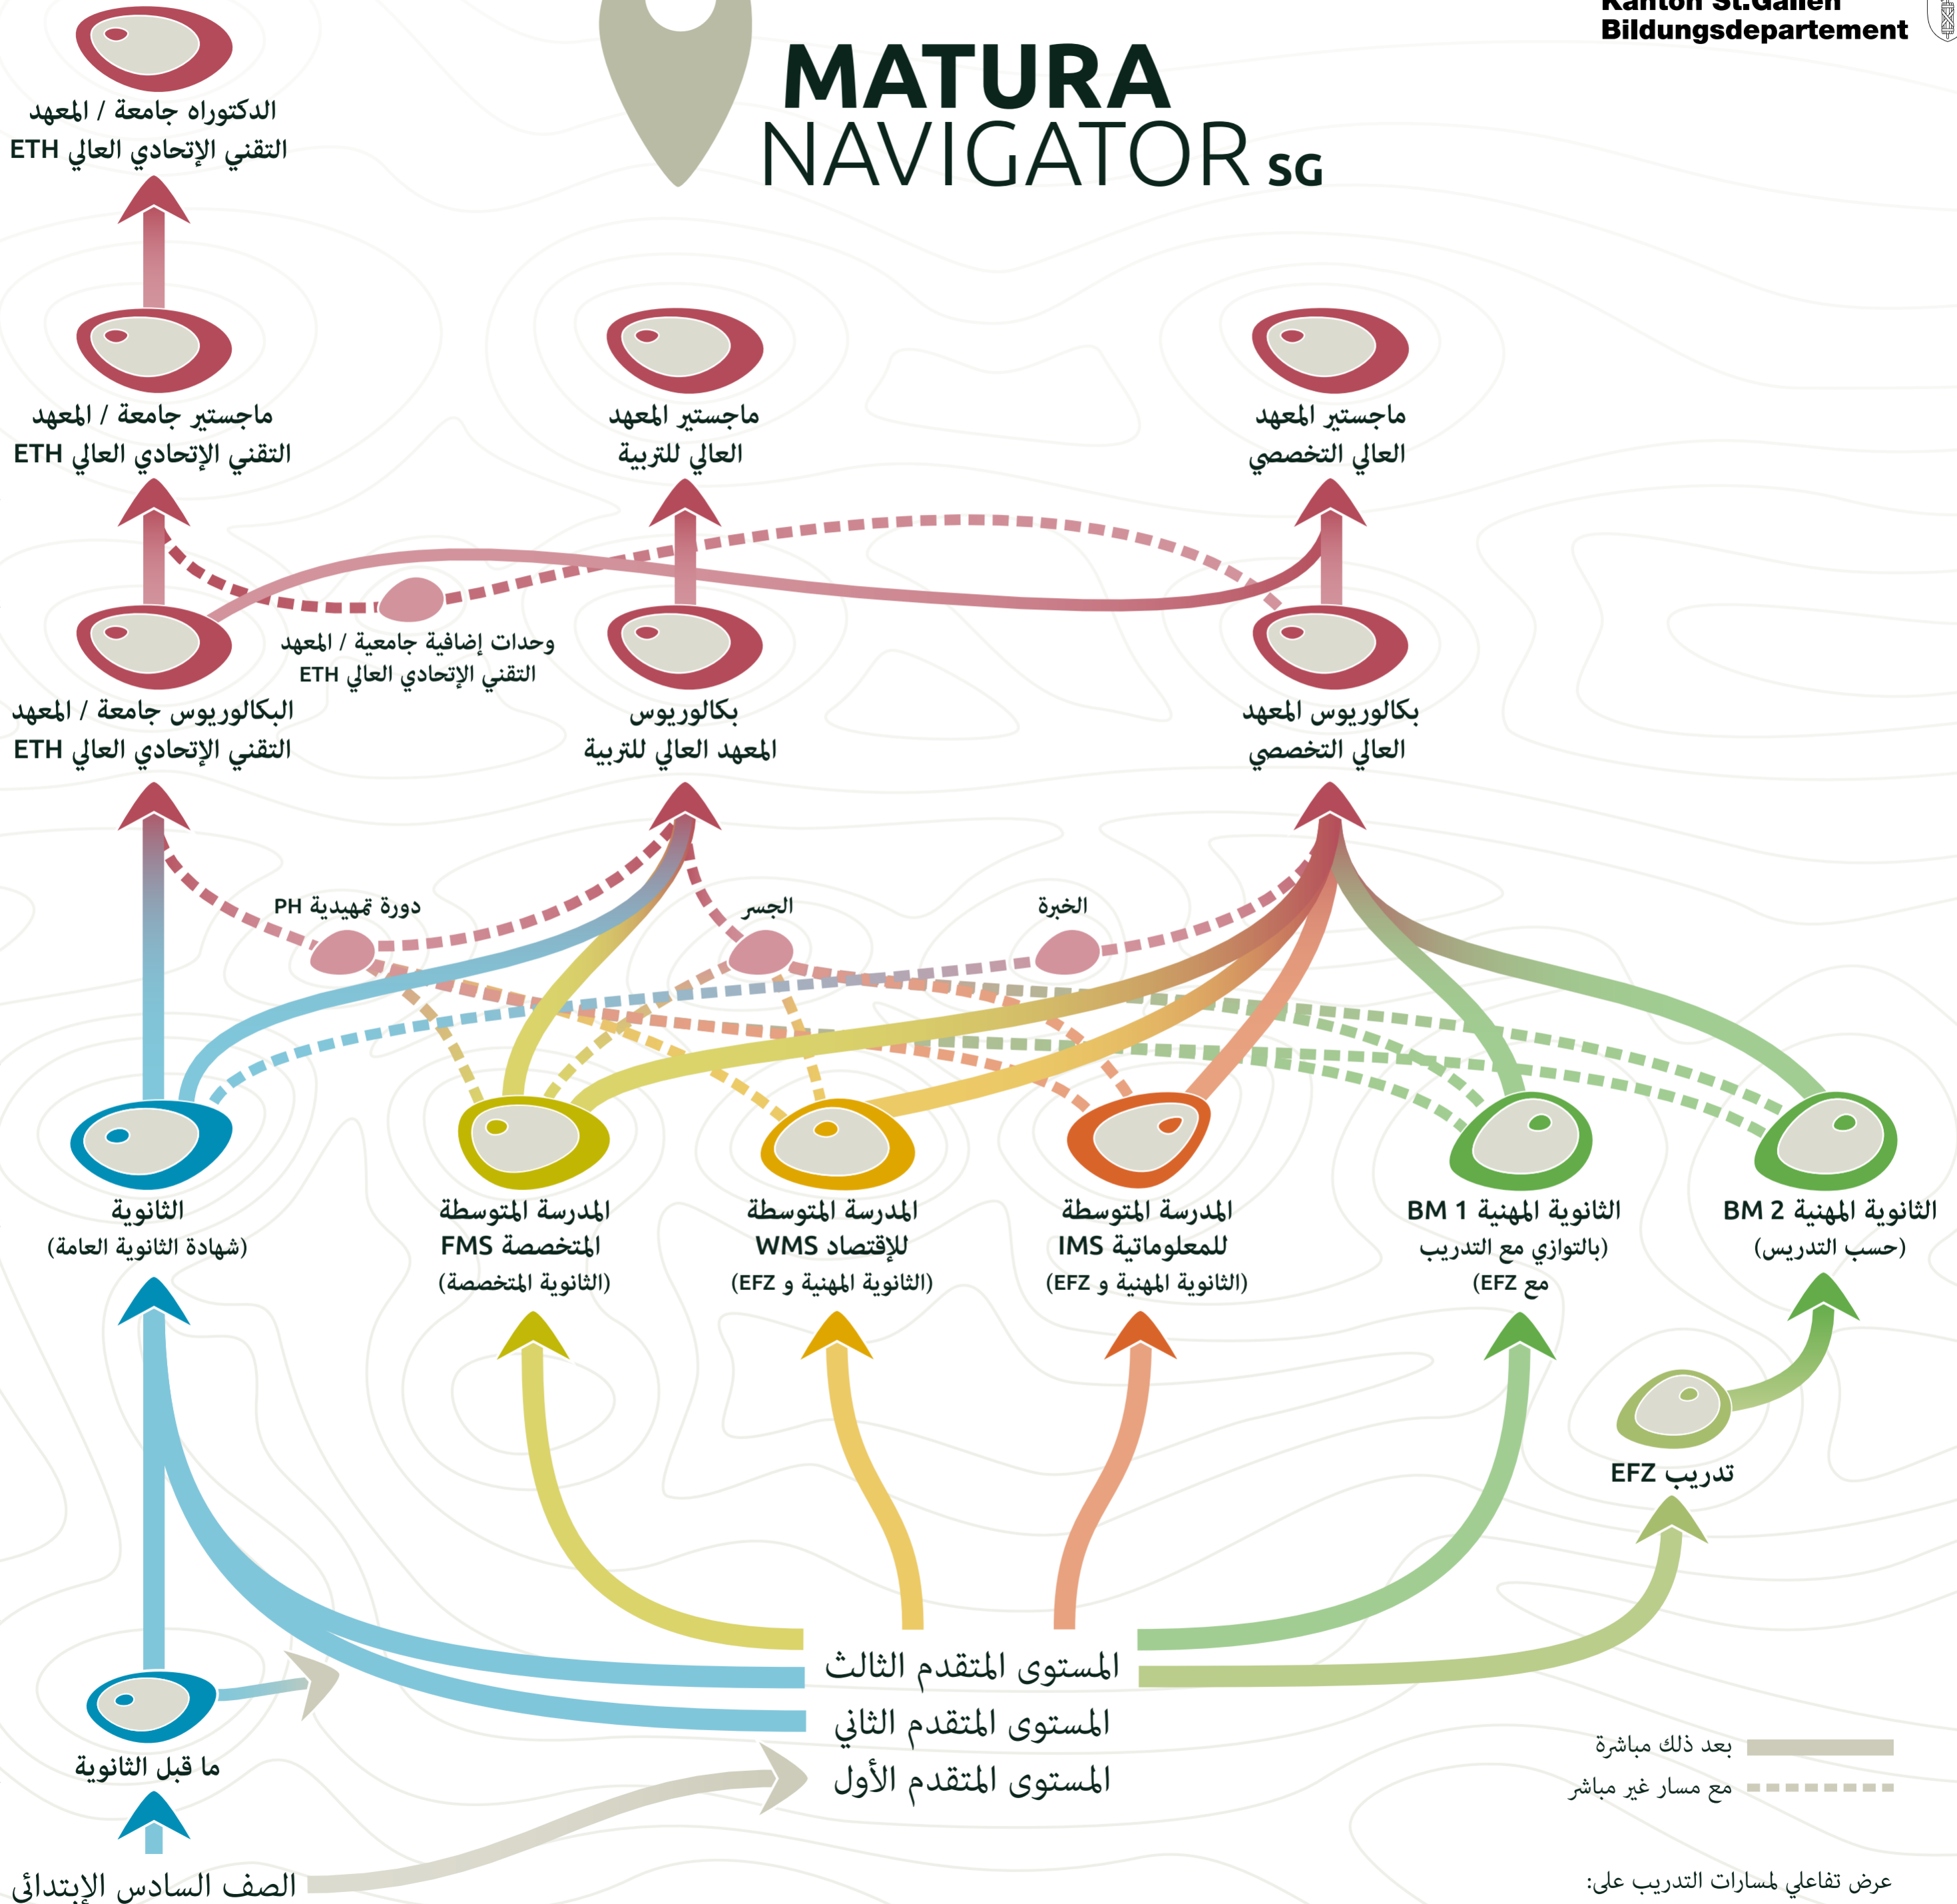 Kanton St.Gallen
Bildungsdepartement
MATURA
NAVIGATOR SG
الدكتوراه جامعة / المعهد
التقني الإتحادي العالي ETH
ماجستير جامعة / المعهد
التقني الإتحادي العالي ETH
ماجستير المعهد
العالي للتربية
ماجستير المعهد
العالي التخصصي
وحدات إضافية جامعية / المعهد
التقني الإتحادي العالي ETH
البكالوريوس جامعة / المعهد
التقني الإتحادي العالي ETH
بكالوريوس
المعهد العالي للتربية
بكالوريوس المعهد
العالي التخصصي
دورة تمهيدية PH
الجسر
الخبرة
الثانوية
(شهادة الثانوية العامة)
المدرسة المتوسطة
المتخصصة FMS
(الثانوية المتخصصة)
المدرسة المتوسطة
للإقتصاد WMS
(الثانوية المهنية و EFZ)
المدرسة المتوسطة
للمعلوماتية IMS
(الثانوية المهنية و EFZ)
الثانوية المهنية BM 1
(بالتوازي مع التدريب
مع EFZ)
الثانوية المهنية BM 2
(حسب التدريس)
تدريب EFZ
المستوى المتقدم الثالث
المستوى المتقدم الثاني
المستوى المتقدم الأول
ما قبل الثانوية
الصف السادس الإبتدائي
بعد ذلك مباشرة
مع مسار غير مباشر
عرض تفاعلي لمسارات التدريب على: